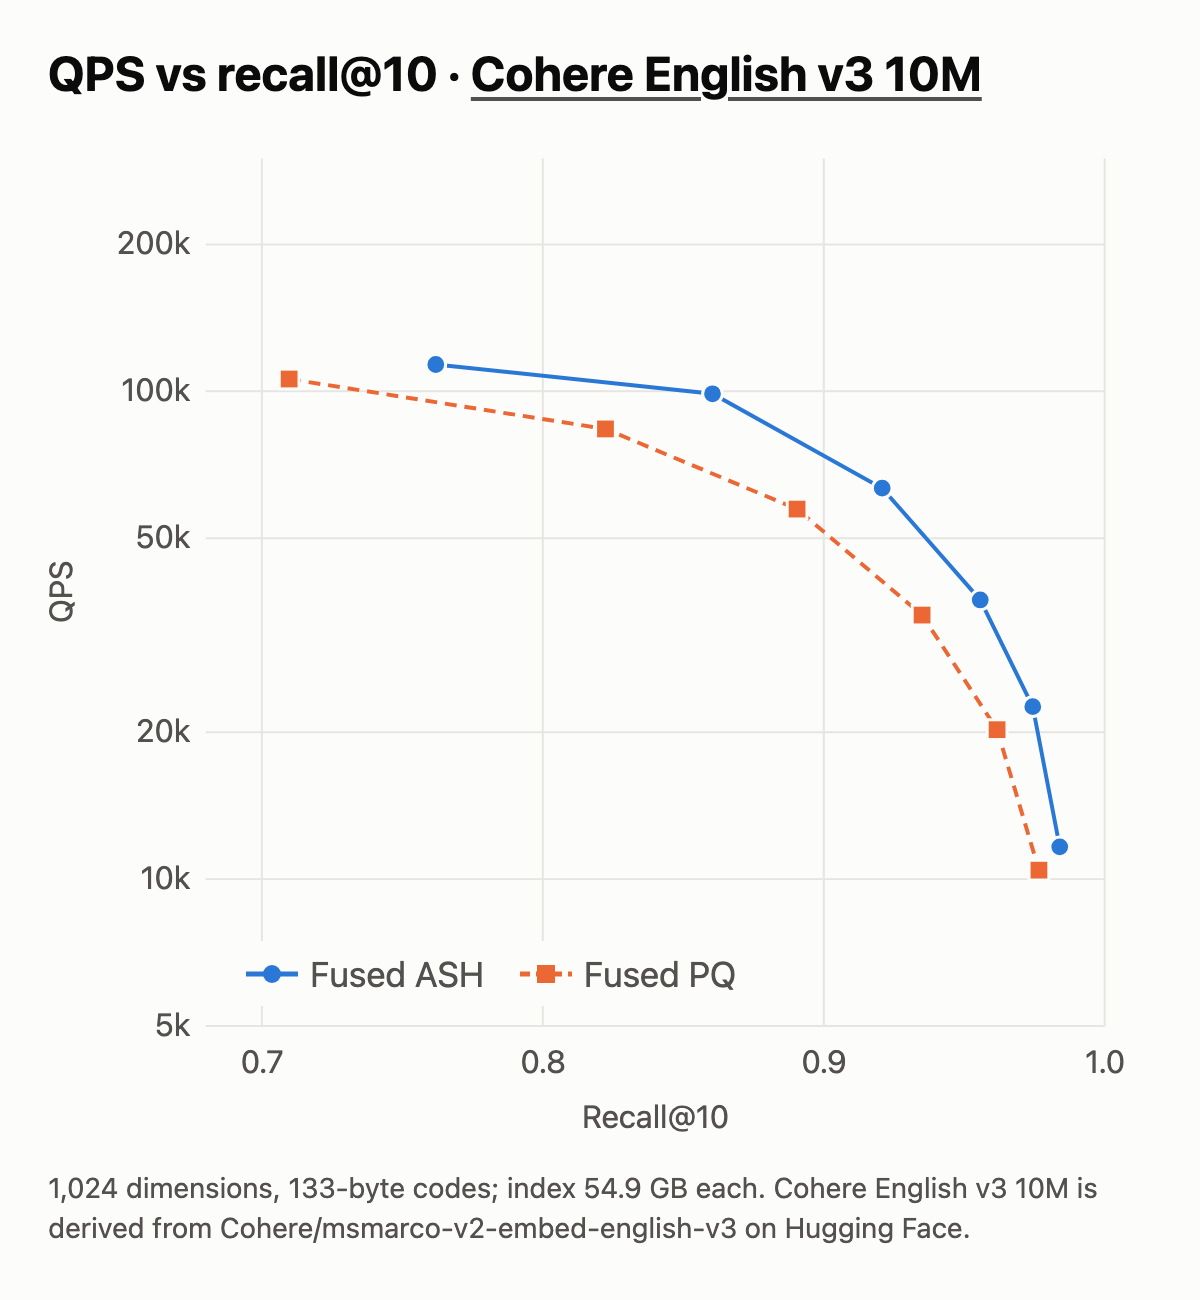 QPS vs recall@10 · Cohere English v3 10M
200k
100k
50k
20k
10k
5k
QPS
Fused ASH
Fused PQ
0.7
0.8
0.9
1.0
Recall@10
1,024 dimensions, 133-byte codes; index 54.9 GB each. Cohere English v3 10M is
derived from Cohere/msmarco-v2-embed-english-v3 on Hugging Face.